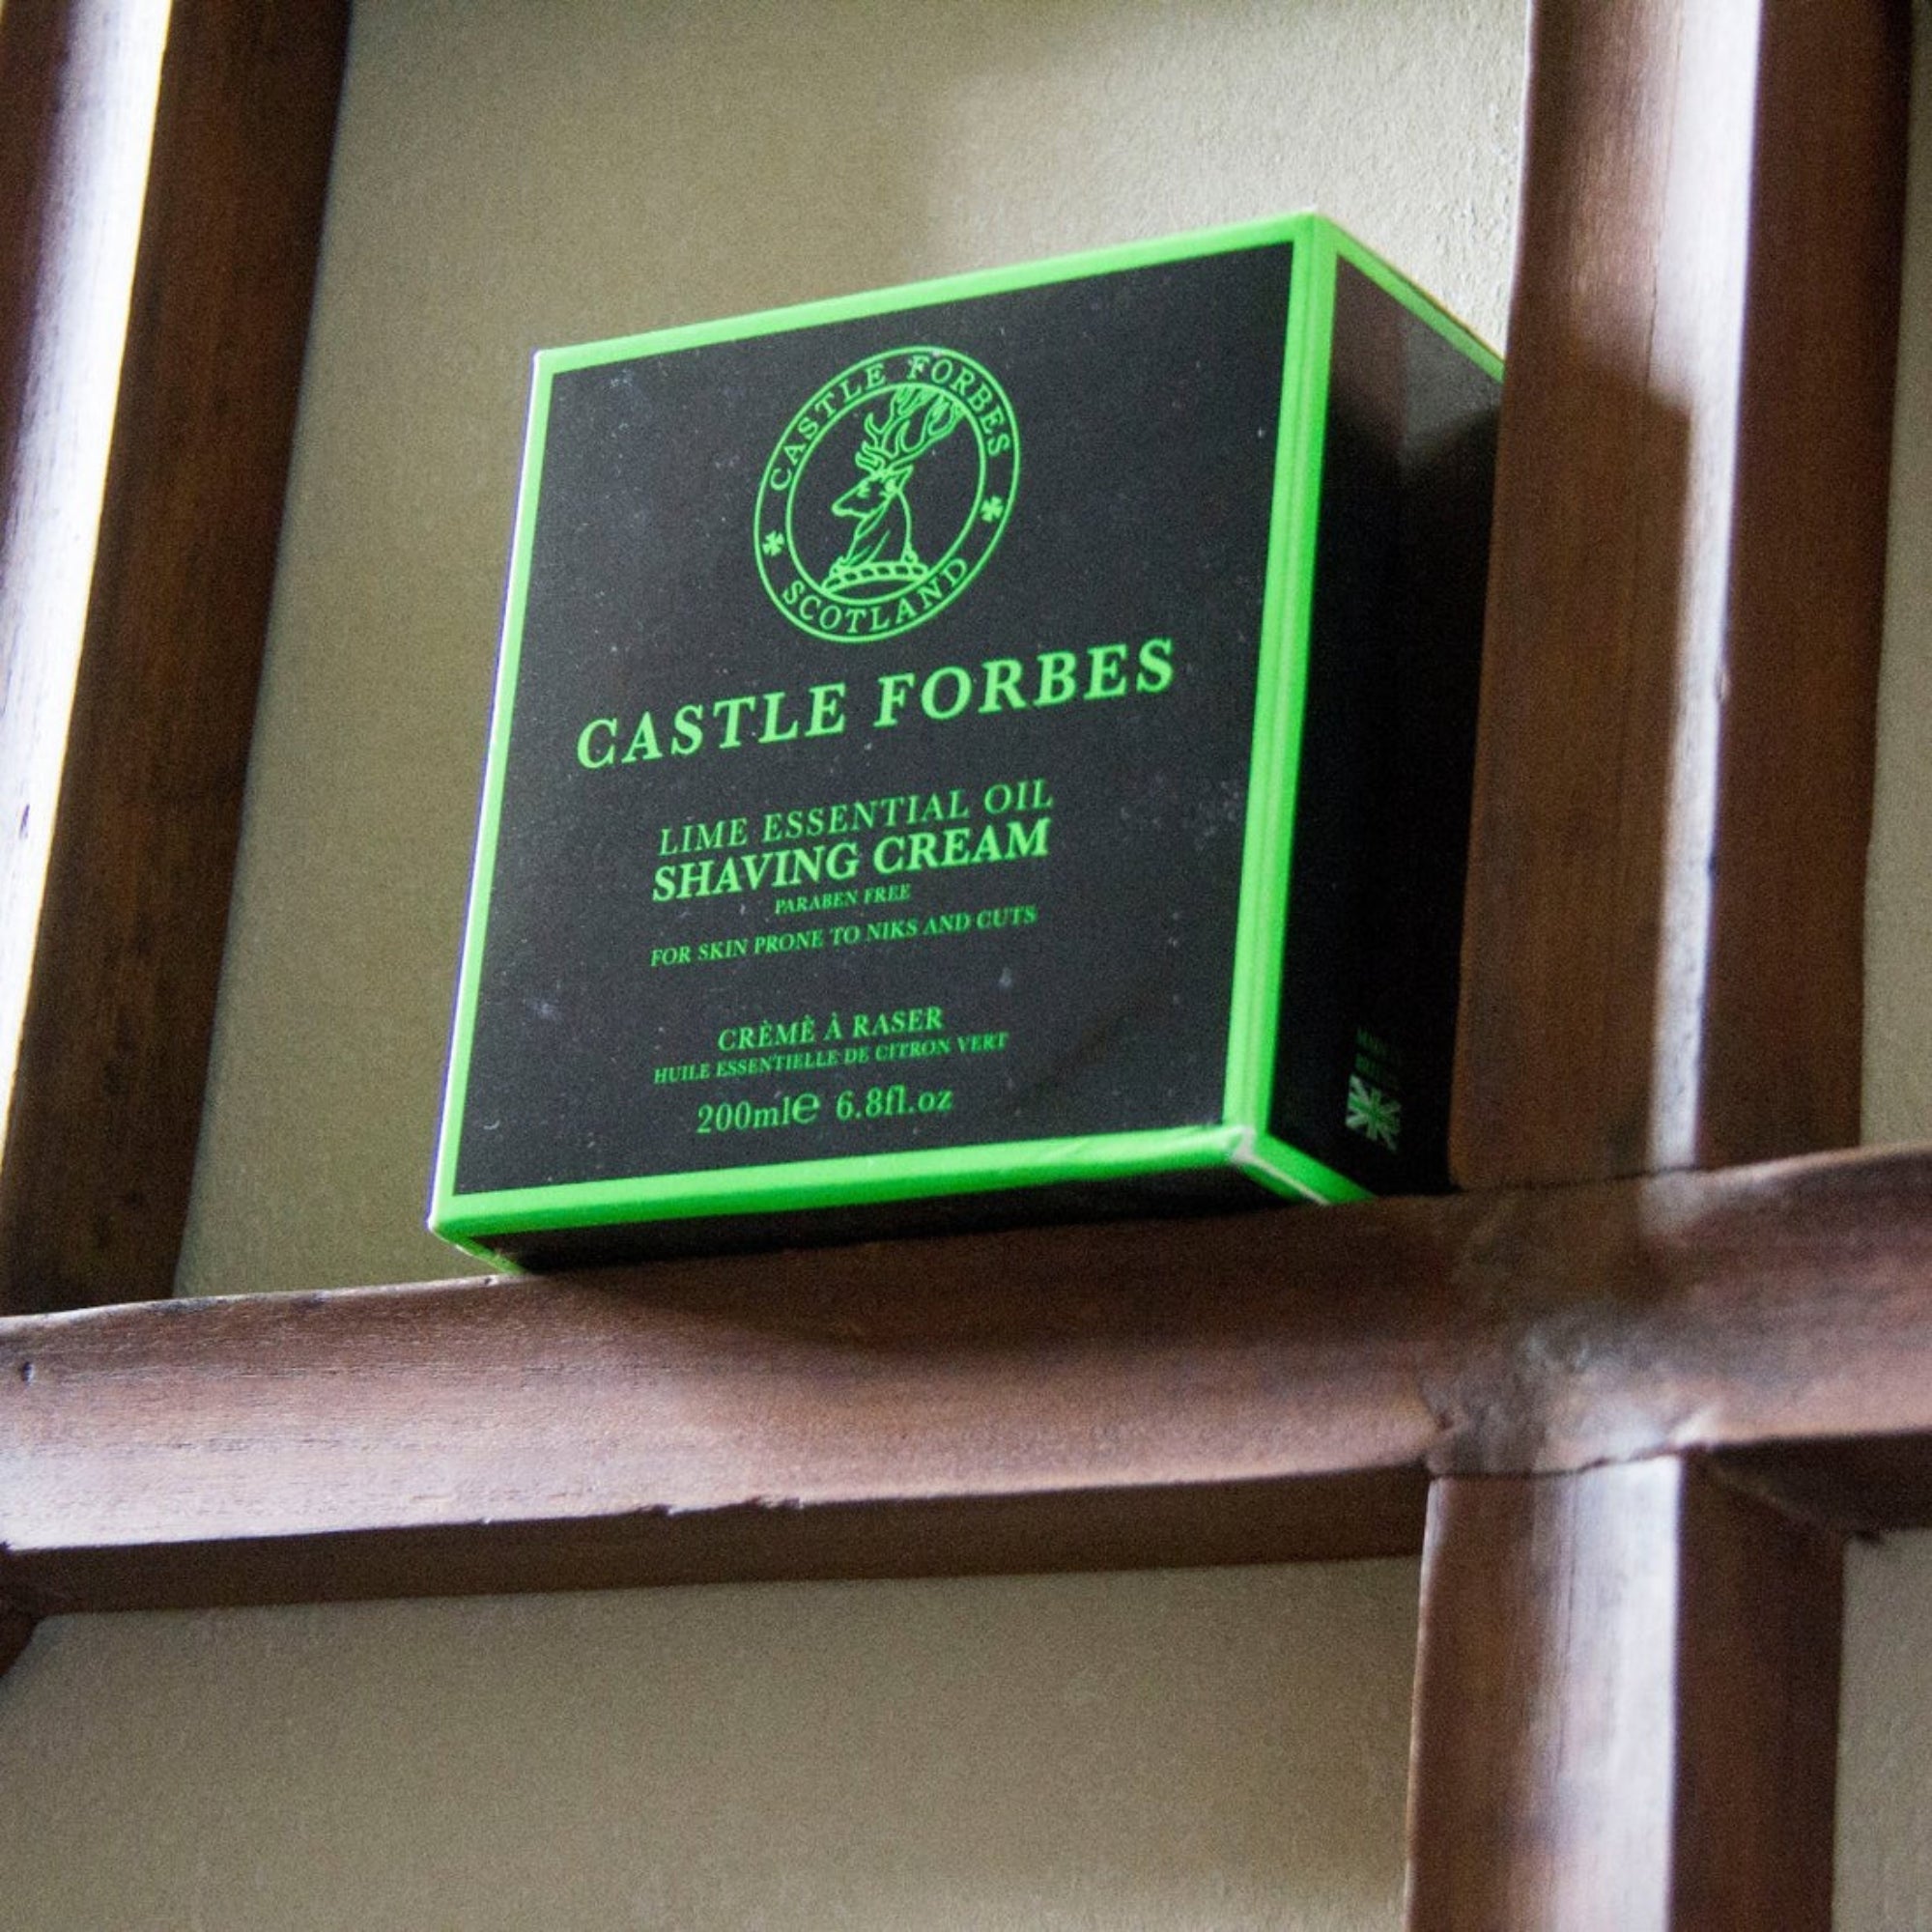 CASTLE FORBES
SCOTLAND
CASTLE FORBES
LIME ESSENTIAL OIL
SHAVING CREAM
PARABEN FREE
FOR SKIN PRONE TO NIKS AND CUTS
CRÈMÈ À RASER
HUILE ESSENTIELLE DE CITRON VERT
200ml℮ 6.8fl.oz